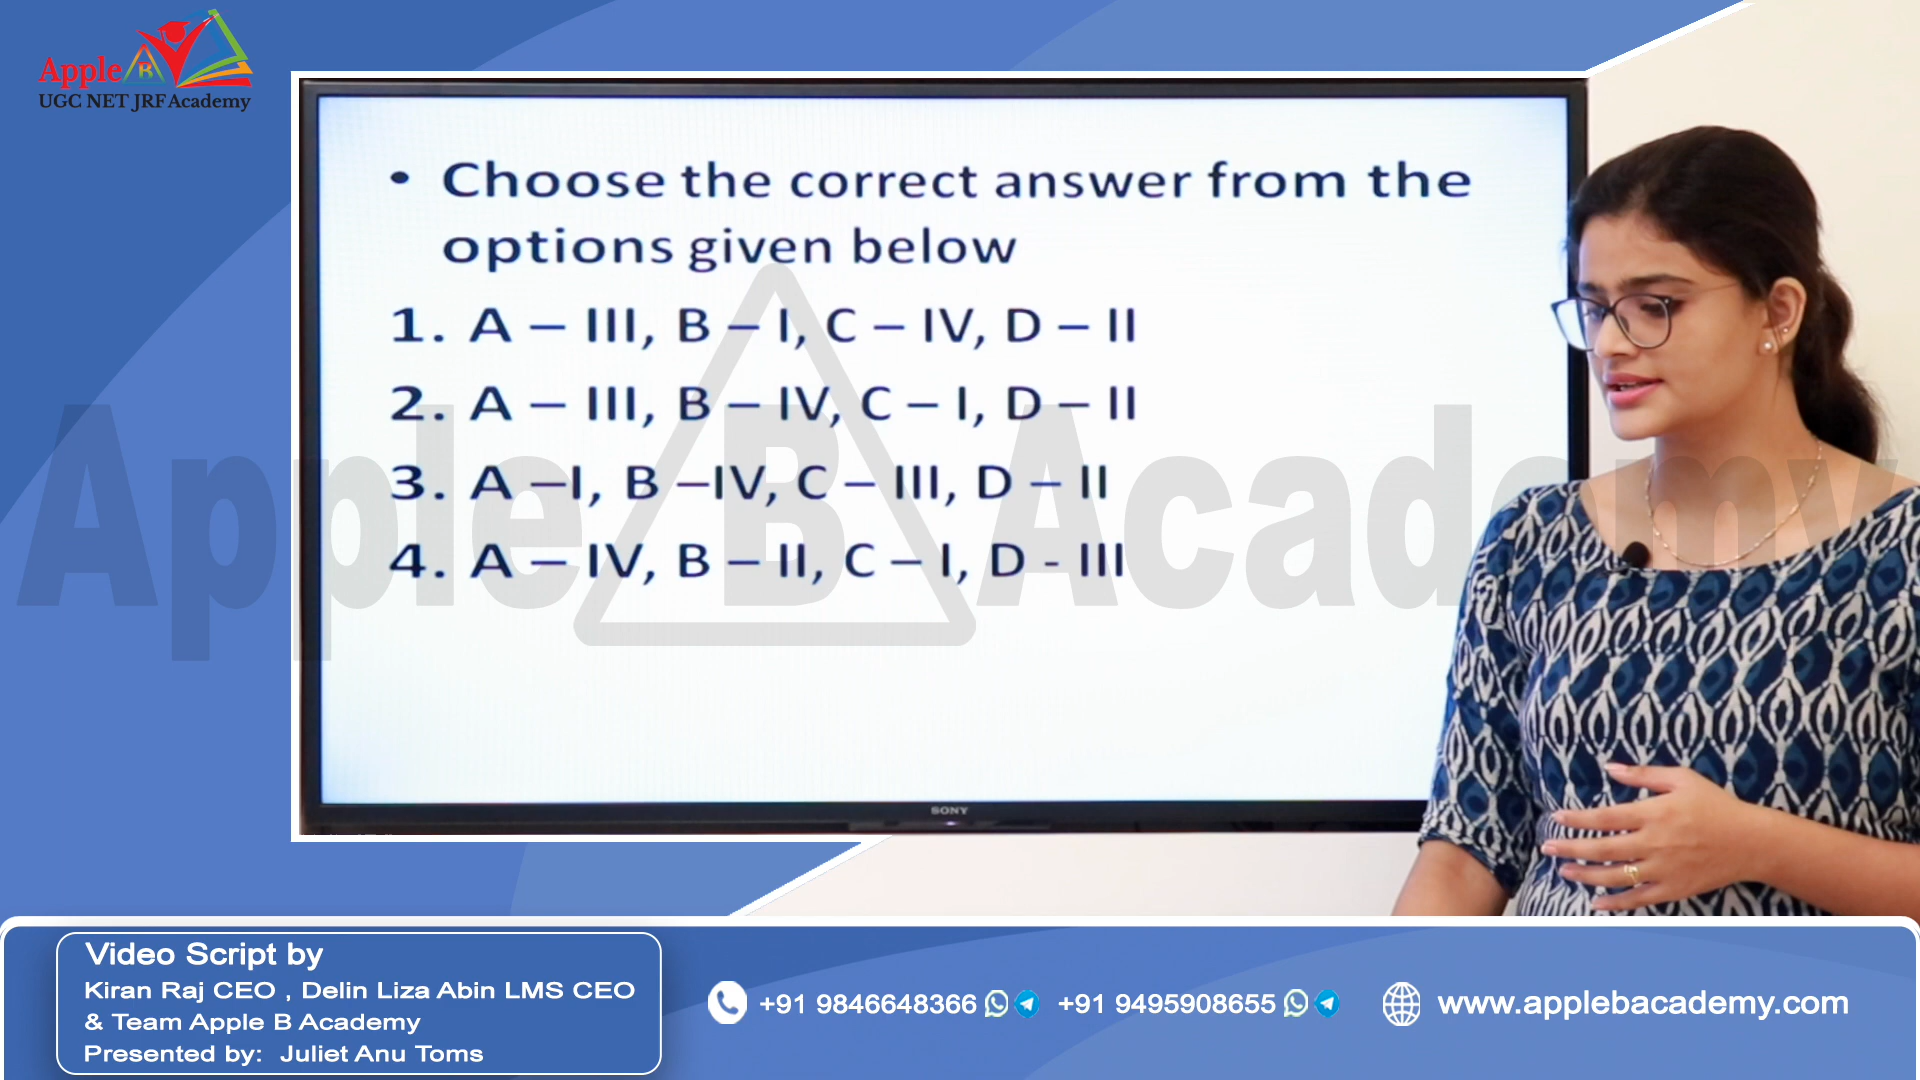 Apple B
UGC NET JRF Academy
• Choose the correct answer from the
options given below
1. A – III, B – I, C – IV, D – II
2. A – III, B – IV, C – I, D – II
3. A –I, B –IV, C – III, D – II
4. A – IV, B – II, C – I, D - III
Apple B Academy
SONY
Video Script by
Kiran Raj CEO , Delin Liza Abin LMS CEO
& Team Apple B Academy
Presented by: Juliet Anu Toms
+91 9846648366 +91 9495908655 www.applebacademy.com